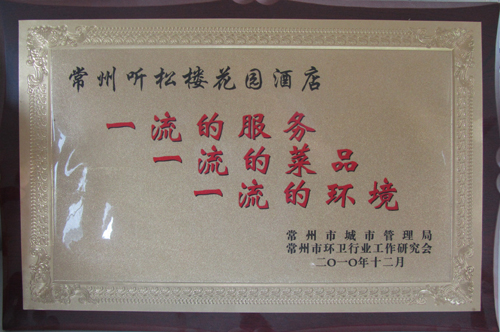 常州听松楼花园酒店
一流的服务
一流的菜品
一流的环境
常州市城市管理局
常州市环卫行业工作研究会
二〇一〇年十二月